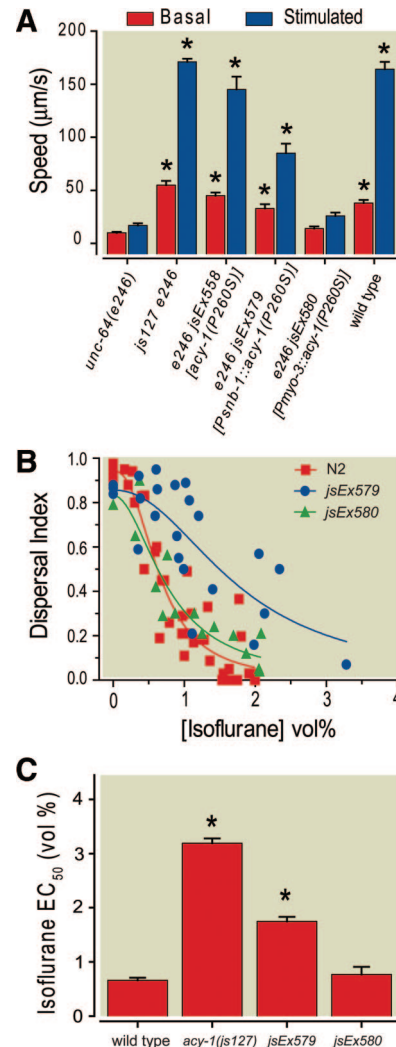 A
Basal
Stimulated
Speed (µm/s)
200
150
100
50
0
*
*
*
*
*
*
*
*
unc-64(e246)
js127 e246
e246 jsEx558
[acy-1(P260S)]
e246 jsEx579
[Psnb-1::acy-1(P260S)]
e246 jsEx580
[Pmyo-3::acy-1(P260S)]
wild type
B
N2
jsEx579
jsEx580
Dispersal Index
1.0
0.8
0.6
0.4
0.2
0.0
0
1
2
3
4
[Isoflurane] vol%
C
Isoflurane EC50 (vol %)
4
3
2
1
0
*
*
wild type
acy-1(js127)
jsEx579
jsEx580